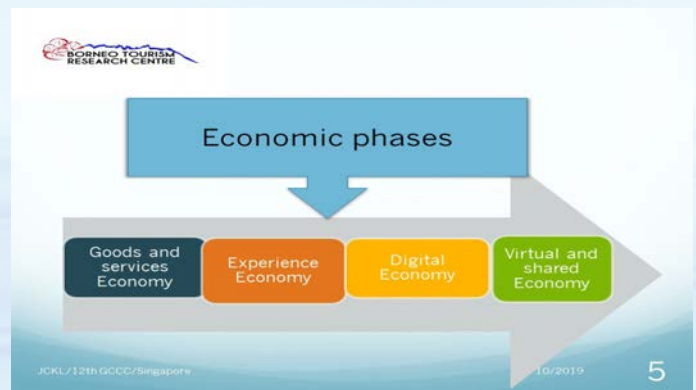 BORNEO TOURISM
RESEARCH CENTRE
Economic phases
Goods and
services
Economy
Experience
Economy
Digital
Economy
Virtual and
shared
Economy
JCKL/12th GCCC/Singapore
10/2019
5